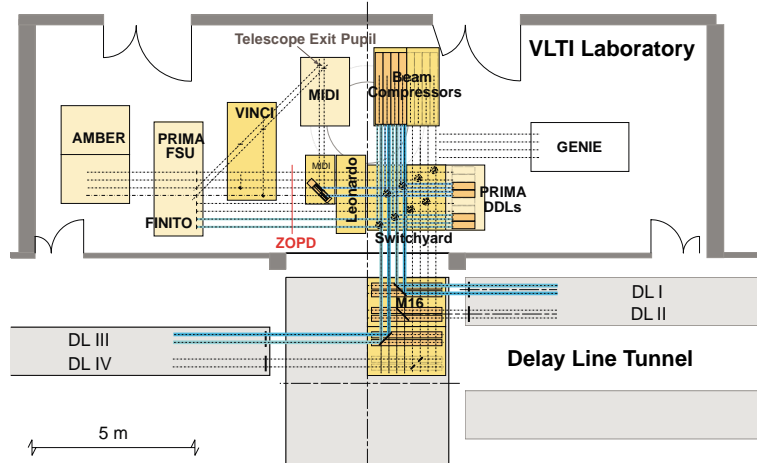 Telescope Exit Pupil
VLTI Laboratory
Beam
Compressors
MIDI
VINCI
AMBER
PRIMA
FSU
GENIE
MIDI
Leonardo
PRIMA
DDLs
FINITO
Switchyard
ZOPD
M16
DL I
DL II
DL III
DL IV
Delay Line Tunnel
5 m